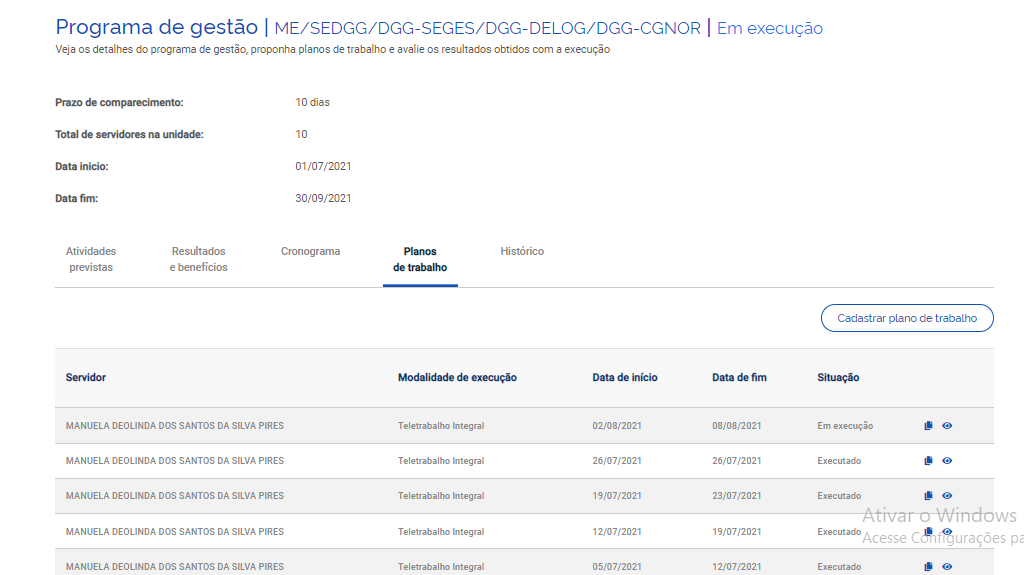 Programa de gestão | ME/SEDGG/DGG-SEGES/DGG-DELOG/DGG-CGNOR | Em execução
Veja os detalhes do programa de gestão, proponha planos de trabalho e avalie os resultados obtidos com a execução
Prazo de comparecimento: 10 dias
Total de servidores na unidade: 10
Data inicio: 01/07/2021
Data fim: 30/09/2021
Atividades previstas
Resultados e benefícios
Cronograma
Planos de trabalho
Histórico
Cadastrar plano de trabalho
Servidor Modalidade de execução Data de início Data de fim Situação
MANUELA DEOLINDA DOS SANTOS DA SILVA PIRES Teletrabalho Integral 02/08/2021 08/08/2021 Em execução
MANUELA DEOLINDA DOS SANTOS DA SILVA PIRES Teletrabalho Integral 26/07/2021 26/07/2021 Executado
MANUELA DEOLINDA DOS SANTOS DA SILVA PIRES Teletrabalho Integral 19/07/2021 23/07/2021 Executado
Ativar o Windows
MANUELA DEOLINDA DOS SANTOS DA SILVA PIRES Teletrabalho Integral 12/07/2021 19/07/2021 Executado
Acesse Configurações pa
MANUELA DEOLINDA DOS SANTOS DA SILVA PIRES Teletrabalho Integral 05/07/2021 12/07/2021 Executado